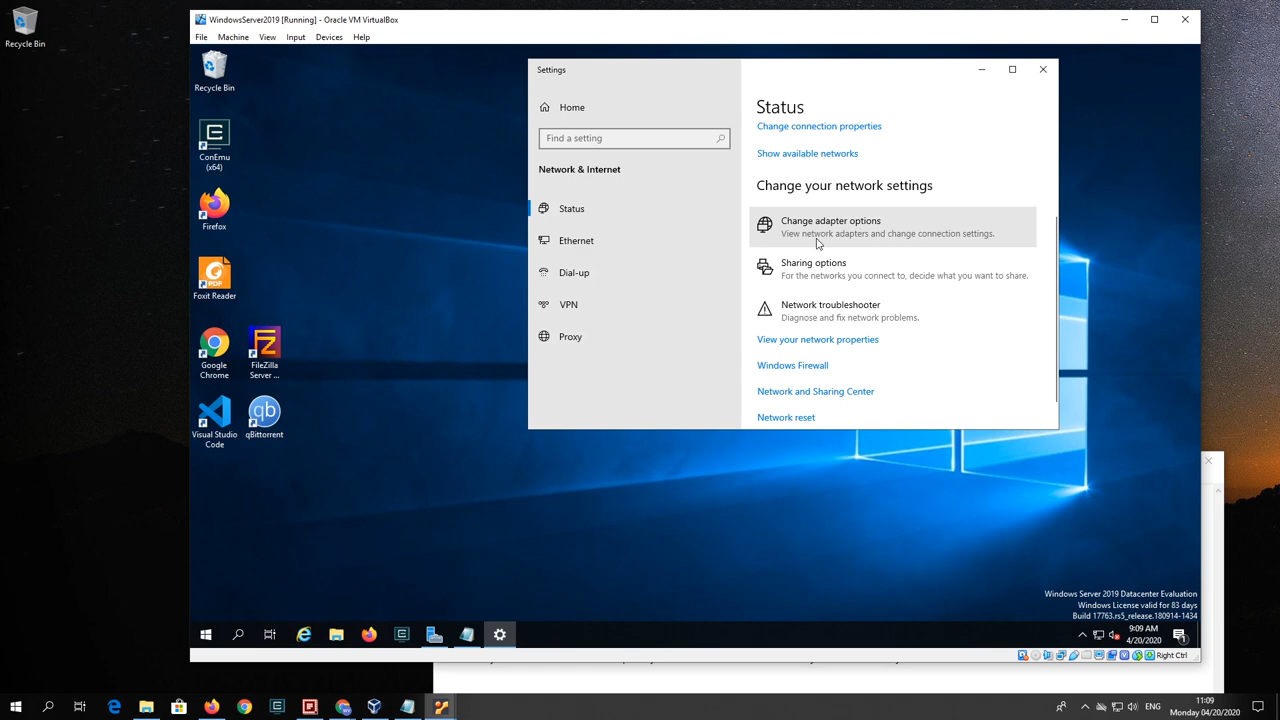 Recycle Bin
WindowsServer2019 [Running] - Oracle VM VirtualBox
File Machine View Input Devices Help
Recycle Bin
ConEmu
(x64)
Firefox
Foxit Reader
Google
Chrome
FileZilla
Server ...
Visual Studio
Code
qBittorrent
Settings
Home
Find a setting
Network & Internet
Status
Ethernet
Dial-up
VPN
Proxy
Status
Change connection properties
Show available networks
Change your network settings
Change adapter options
View network adapters and change connection settings.
Sharing options
For the networks you connect to, decide what you want to share.
Network troubleshooter
Diagnose and fix network problems.
View your network properties
Windows Firewall
Network and Sharing Center
Network reset
Windows Server 2019 Datacenter Evaluation
Windows License valid for 83 days
Build 17763.rs5_release.180914-1434
9:09 AM
4/20/2020
1
Right Ctrl
ENG
11:09
Monday 04/20/2020